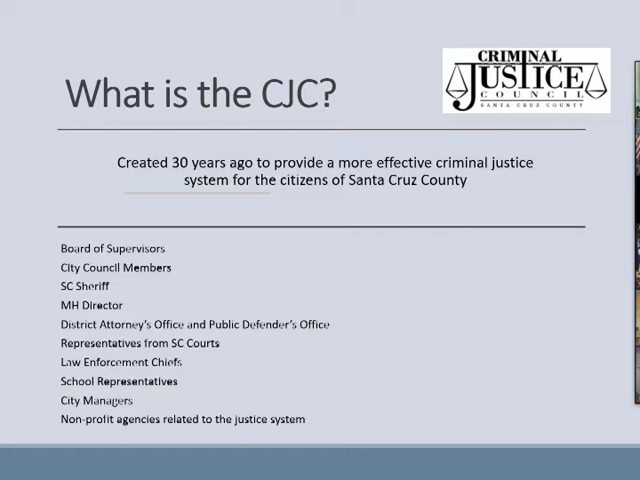 What is the CJC?
CRIMINAL
JUSTICE
COUNCIL
SANTA CRUZ COUNTY
Created 30 years ago to provide a more effective criminal justice
system for the citizens of Santa Cruz County
Board of Supervisors
City Council Members
SC Sheriff
MH Director
District Attorney's Office and Public Defender's Office
Representatives from SC Courts
Law Enforcement Chiefs
School Representatives
City Managers
Non-profit agencies related to the justice system